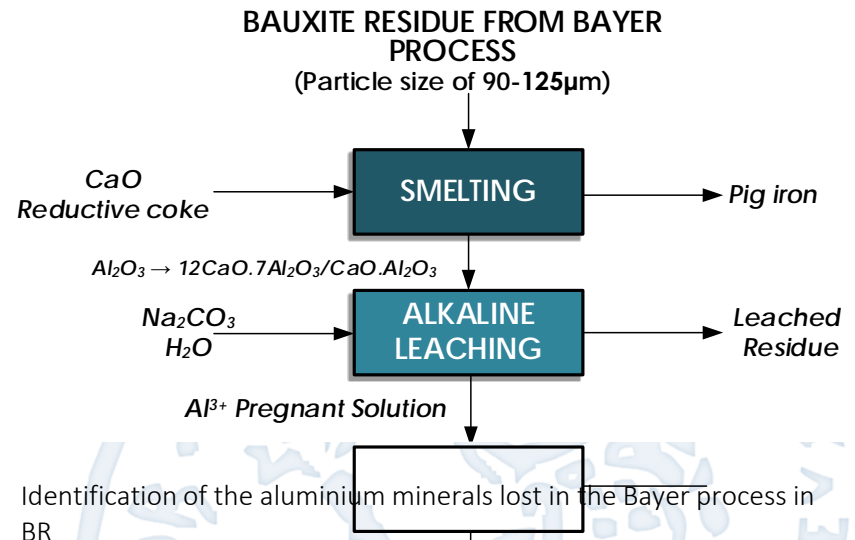 BAUXITE RESIDUE FROM BAYER
PROCESS
(Particle size of 90-125µm)
CaO
Reductive coke
SMELTING
Pig iron
Al₂O₃ → 12CaO.7Al₂O₃/CaO.Al₂O₃
Na₂CO₃
H₂O
ALKALINE
LEACHING
Leached
Residue
Al³⁺ Pregnant Solution
Identification of the aluminium minerals lost in the Bayer process in
BR